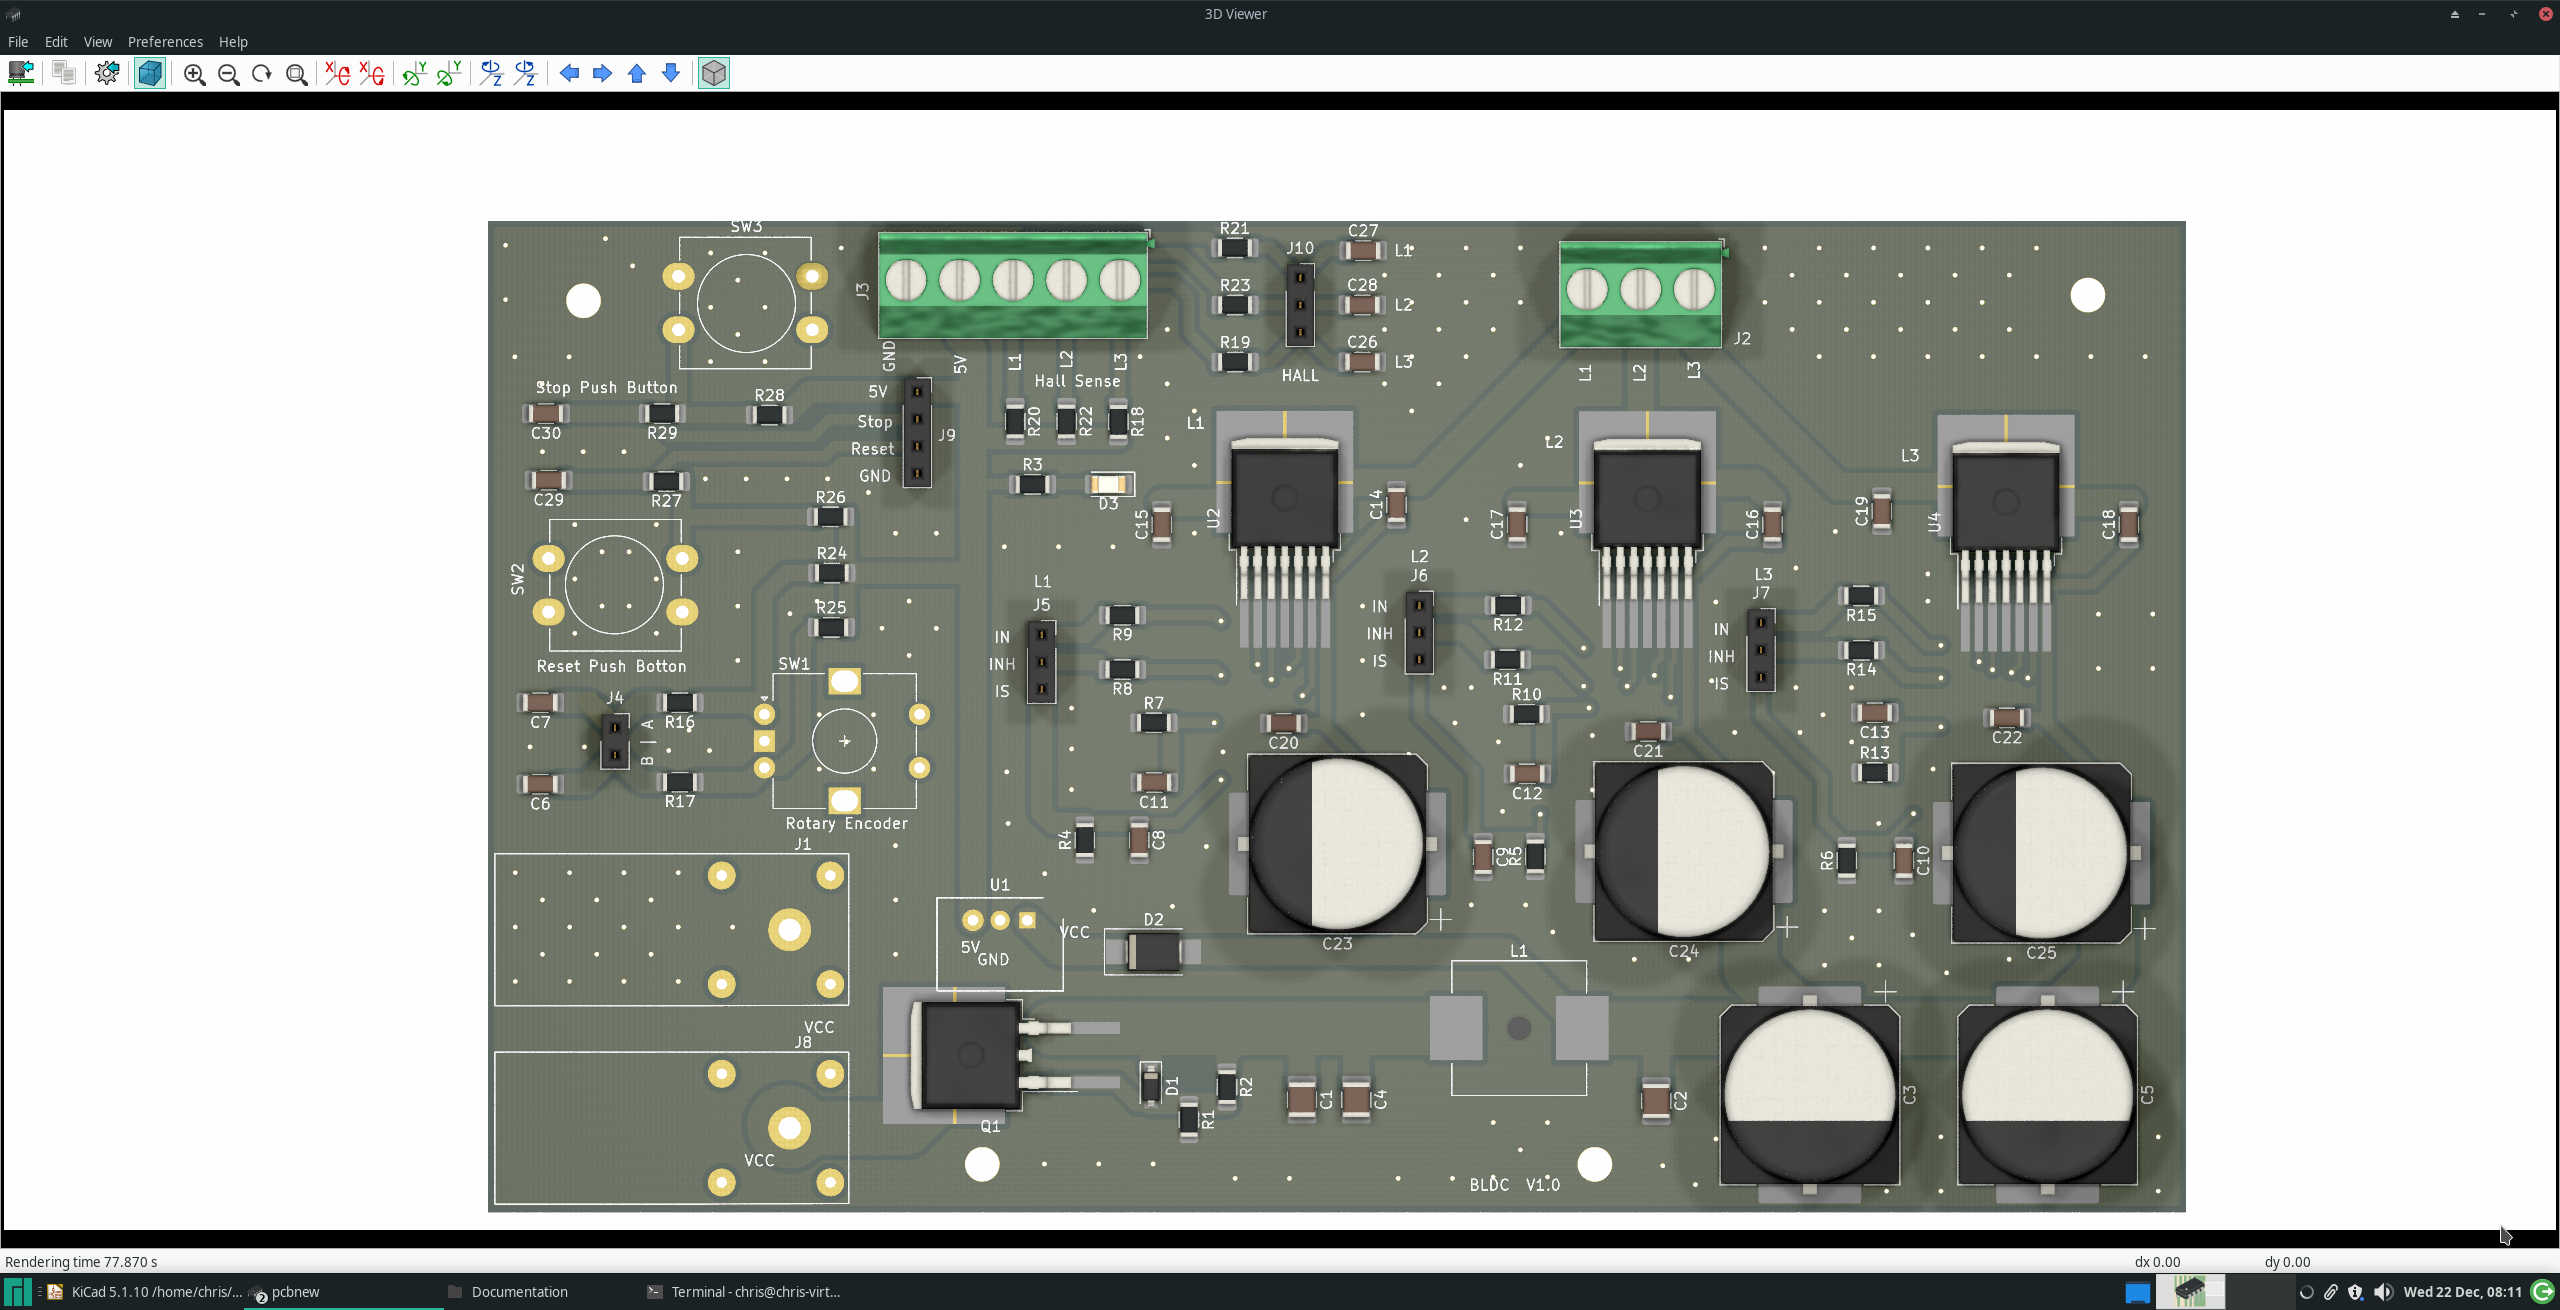 3D Viewer
File Edit View Preferences Help
SW3
J3
GND
5V
L1
L2
L3
Hall Sense
R21
R23
R19
J10
HALL
C27
L1
C28
L2
C26
L3
J2
L1
L2
L3
Stop Push Button
C30
R29
R28
C29
R27
5V
Stop
Reset
GND
J9
R20
R22
R18
R3
D3
L1
U2
C15
C14
L2
U3
C17
C16
L3
U4
C19
C18
SW2
Reset Push Botton
R26
R24
R25
L1
J5
IN
INH
IS
R9
R8
R7
C20
L2
J6
IN
INH
IS
R12
R11
R10
C21
L3
J7
IN
INH
IS
R15
R14
C13
R13
C22
J4
A
B
C7
R16
C6
R17
SW1
Rotary Encoder
C11
C12
R4
C8
C9
R5
R6
C10
C23
C24
C25
J1
U1
5V
GND
VCC
D2
L1
VCC
J8
VCC
Q1
D1
R2
R1
C1
C4
C2
C3
C5
BLDC V1.0
Rendering time 77.870 s
dx 0.00
dy 0.00
KiCad 5.1.10 /home/chris/...
2
pcbnew
Documentation
Terminal - chris@chris-virt...
Wed 22 Dec, 08:11